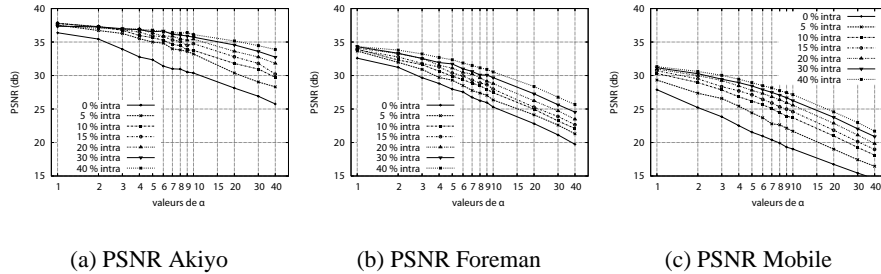 40
35
30
25
20
15
PSNR (db)
0 % intra
5 % intra
10 % intra
15 % intra
20 % intra
30 % intra
40 % intra
1 2 3 4 5 6 7 8 9 10 20 30 40
valeurs de α
(a) PSNR Akiyo
40
35
30
25
20
15
PSNR (db)
0 % intra
5 % intra
10 % intra
15 % intra
20 % intra
30 % intra
40 % intra
1 2 3 4 5 6 7 8 9 10 20 30 40
valeurs de α
(b) PSNR Foreman
40
35
30
25
20
15
PSNR (db)
0 % intra
5 % intra
10 % intra
15 % intra
20 % intra
30 % intra
40 % intra
1 2 3 4 5 6 7 8 9 10 20 30 40
valeurs de α
(c) PSNR Mobile